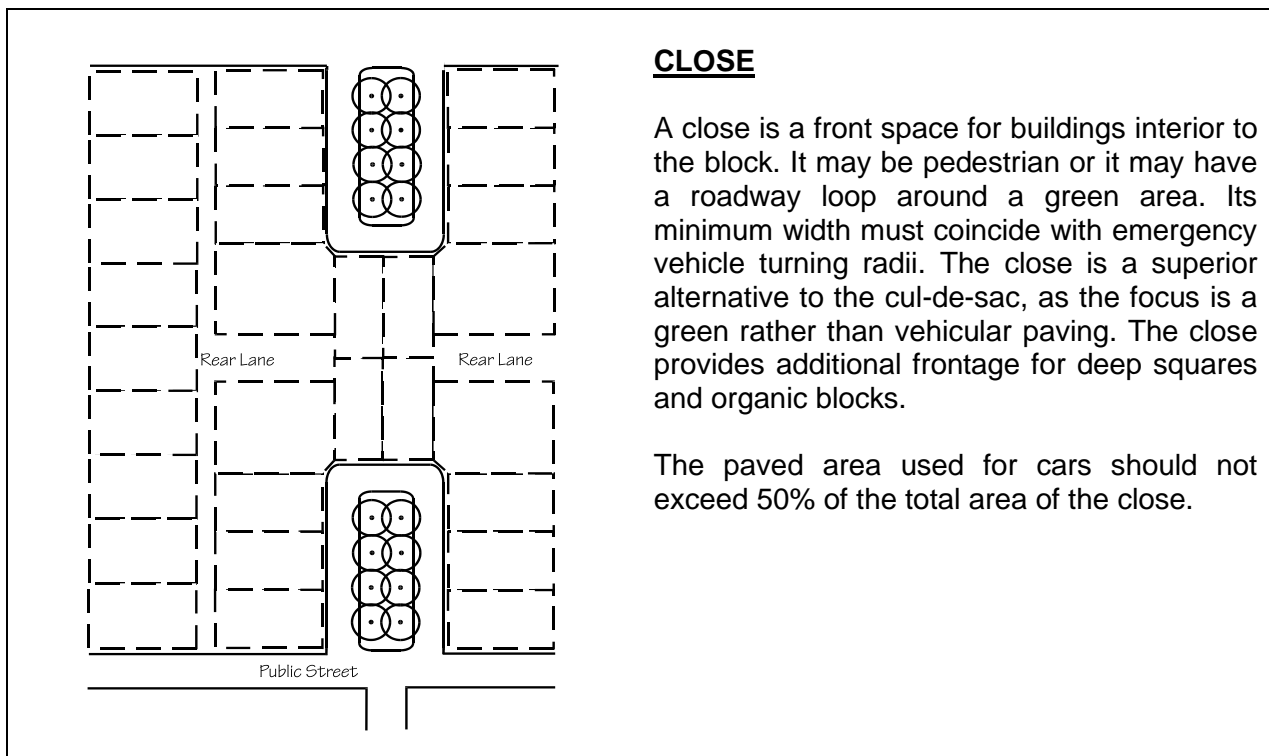 CLOSE
A close is a front space for buildings interior to
the block. It may be pedestrian or it may have
a roadway loop around a green area. Its
minimum width must coincide with emergency
vehicle turning radii. The close is a superior
alternative to the cul-de-sac, as the focus is a
green rather than vehicular paving. The close
provides additional frontage for deep squares
and organic blocks.
The paved area used for cars should not
exceed 50% of the total area of the close.
Rear Lane
Rear Lane
Public Street